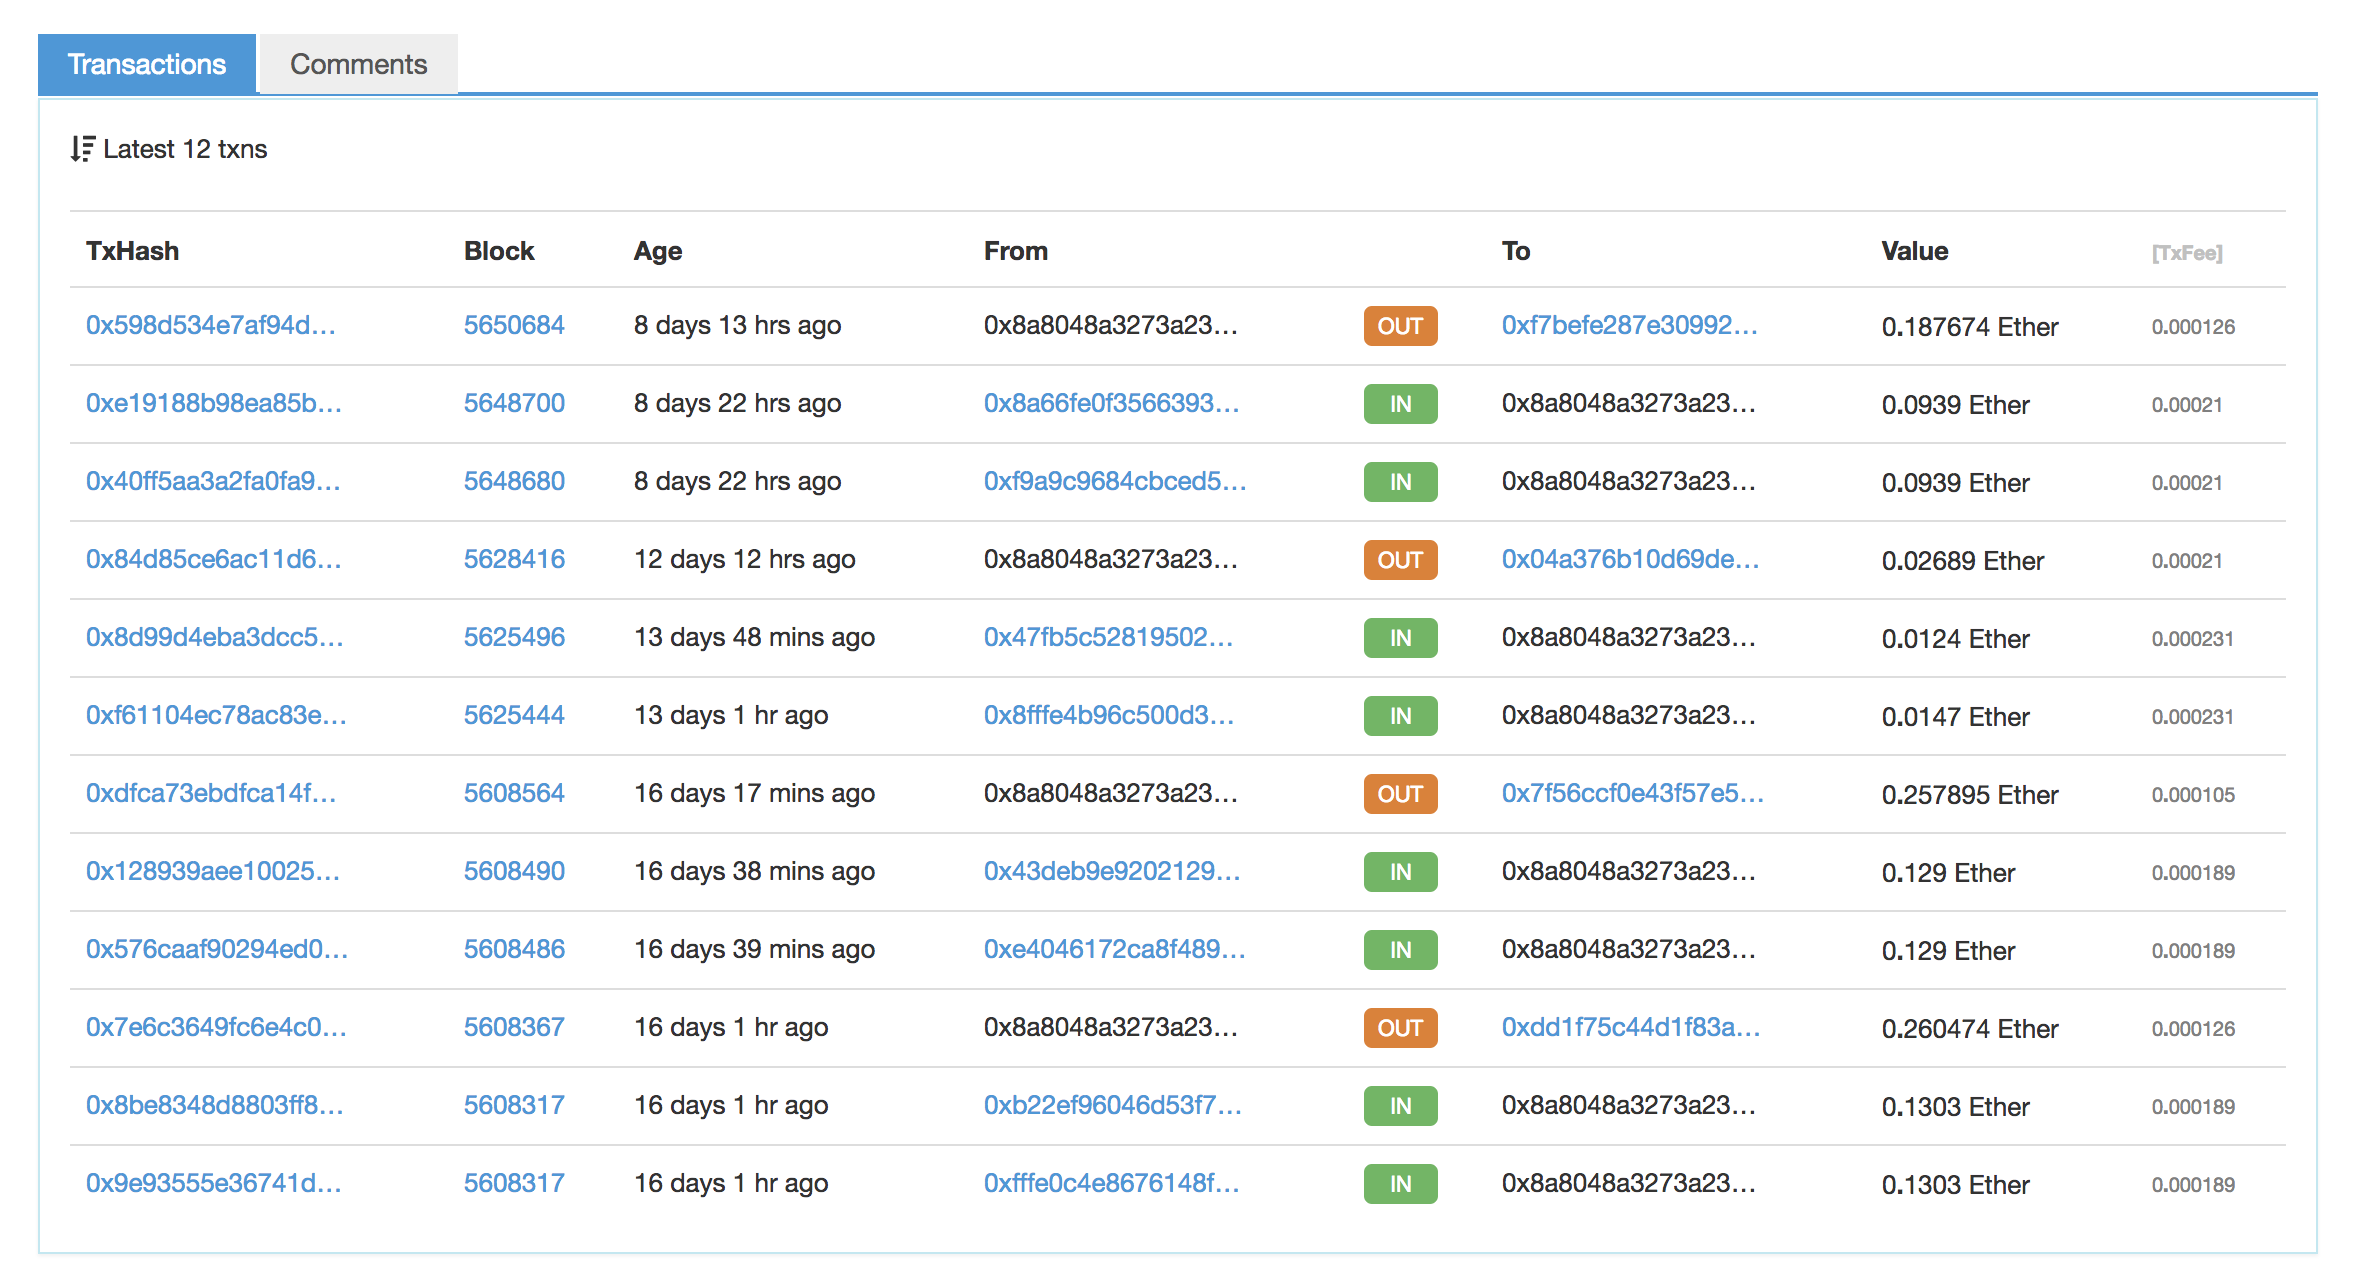 Transactions Comments
Latest 12 txns
TxHash Block Age From To Value [TxFee]
0x598d534e7af94d... 5650684 8 days 13 hrs ago 0x8a8048a3273a23... OUT 0xf7befe287e30992... 0.187674 Ether 0.000126
0xe19188b98ea85b... 5648700 8 days 22 hrs ago 0x8a66fe0f3566393... IN 0x8a8048a3273a23... 0.0939 Ether 0.00021
0x40ff5aa3a2fa0fa9... 5648680 8 days 22 hrs ago 0xf9a9c9684cbced5... IN 0x8a8048a3273a23... 0.0939 Ether 0.00021
0x84d85ce6ac11d6... 5628416 12 days 12 hrs ago 0x8a8048a3273a23... OUT 0x04a376b10d69de... 0.02689 Ether 0.00021
0x8d99d4eba3dcc5... 5625496 13 days 48 mins ago 0x47fb5c52819502... IN 0x8a8048a3273a23... 0.0124 Ether 0.000231
0xf61104ec78ac83e... 5625444 13 days 1 hr ago 0x8fffe4b96c500d3... IN 0x8a8048a3273a23... 0.0147 Ether 0.000231
0xdfca73ebdfca14f... 5608564 16 days 17 mins ago 0x8a8048a3273a23... OUT 0x7f56ccf0e43f57e5... 0.257895 Ether 0.000105
0x128939aee10025... 5608490 16 days 38 mins ago 0x43deb9e9202129... IN 0x8a8048a3273a23... 0.129 Ether 0.000189
0x576caaf90294ed0... 5608486 16 days 39 mins ago 0xe4046172ca8f489... IN 0x8a8048a3273a23... 0.129 Ether 0.000189
0x7e6c3649fc6e4c0... 5608367 16 days 1 hr ago 0x8a8048a3273a23... OUT 0xdd1f75c44d1f83a... 0.260474 Ether 0.000126
0x8be8348d8803ff8... 5608317 16 days 1 hr ago 0xb22ef96046d53f7... IN 0x8a8048a3273a23... 0.1303 Ether 0.000189
0x9e93555e36741d... 5608317 16 days 1 hr ago 0xfffe0c4e8676148f... IN 0x8a8048a3273a23... 0.1303 Ether 0.000189